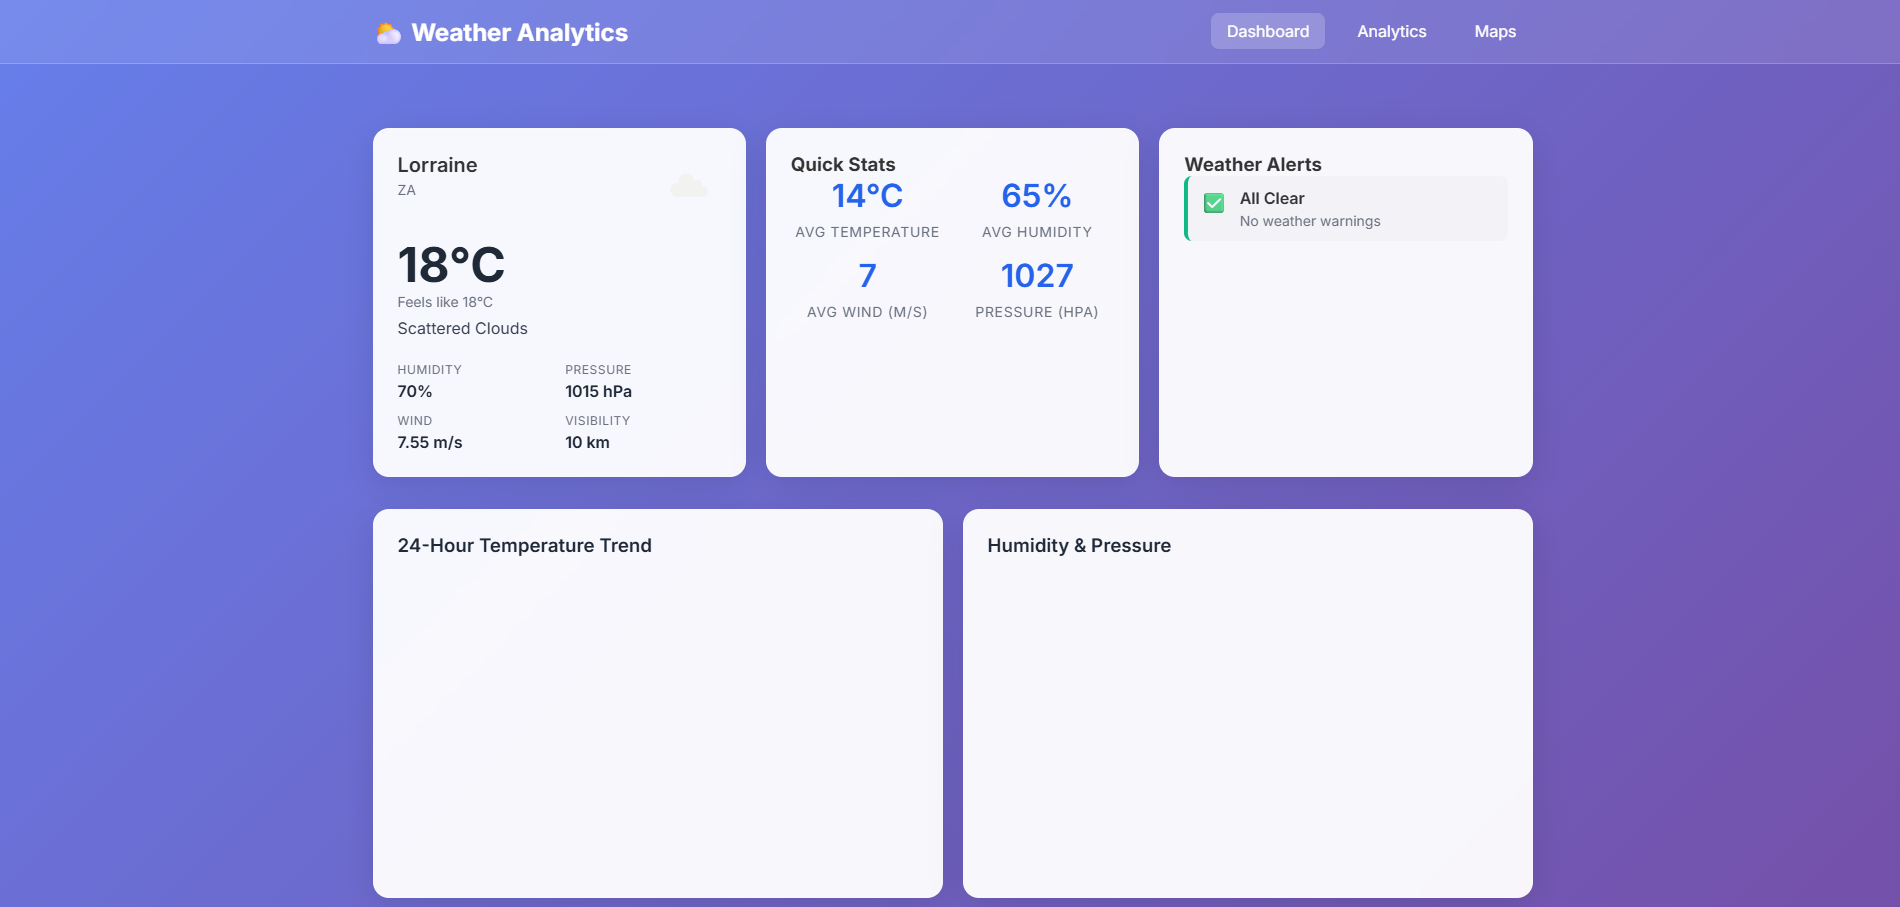 Weather Analytics
Dashboard
Analytics
Maps
Lorraine
ZA
18°C
Feels like 18°C
Scattered Clouds
HUMIDITY
70%
PRESSURE
1015 hPa
WIND
7.55 m/s
VISIBILITY
10 km
Quick Stats
14°C
AVG TEMPERATURE
65%
AVG HUMIDITY
7
AVG WIND (M/S)
1027
PRESSURE (HPA)
Weather Alerts
All Clear
No weather warnings
24-Hour Temperature Trend
Humidity & Pressure